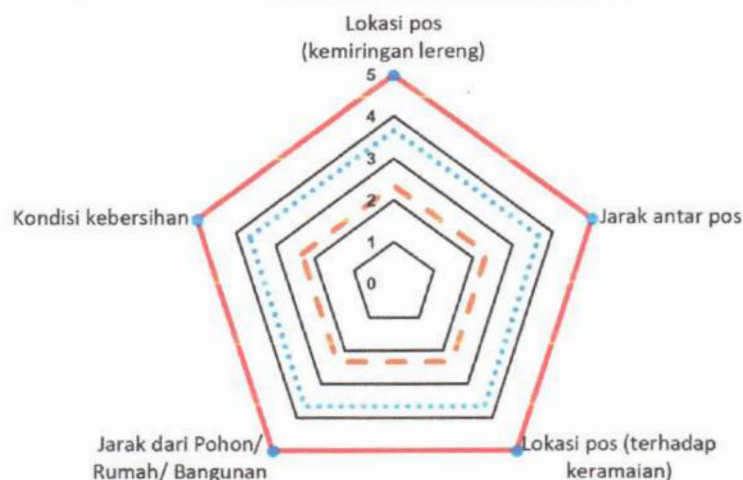 Lokasi pos
(kemiringan lereng)
5
4
3
2
1
0
Kondisi kebersihan
Jarak antar pos
Jarak dari Pohon/
Rumah/ Bangunan
Lokasi pos (terhadap
keramaian)